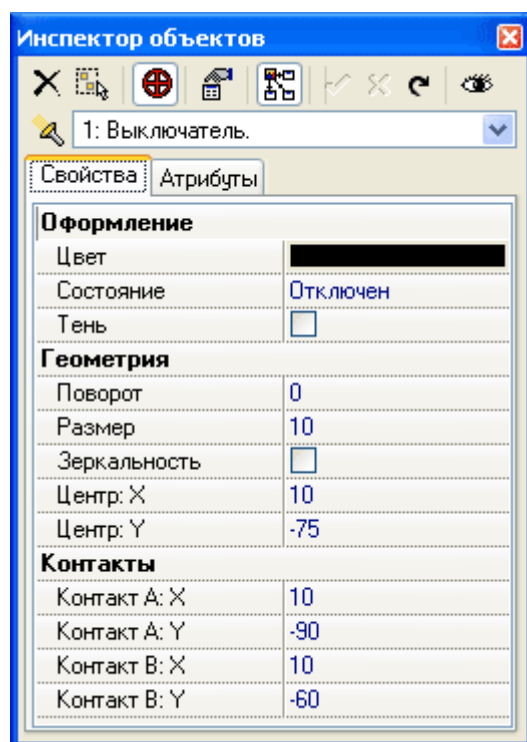 Инспектор объектов
1: Выключатель.
Свойства Атрибуты
Оформление
Цвет
Состояние Отключен
Тень
Геометрия
Поворот 0
Размер 10
Зеркальность
Центр: X 10
Центр: Y -75
Контакты
Контакт А: X 10
Контакт А: Y -90
Контакт В: X 10
Контакт В: Y -60